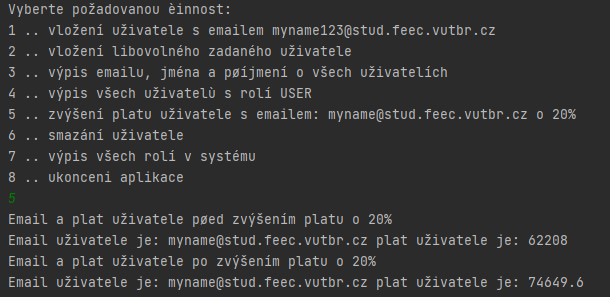 Vyberte požadovanou èinnost:
1 .. vložení uživatele s emailem myname123@stud.feec.vutbr.cz
2 .. vložení libovolného zadaného uživatele
3 .. výpis emailu, jména a pøíjmení o všech uživatelích
4 .. výpis všech uživatelù s rolí USER
5 .. zvýšení platu uživatele s emailem: myname@stud.feec.vutbr.cz o 20%
6 .. smazání uživatele
7 .. výpis všech rolí v systému
8 .. ukonceni aplikace
5
Email a plat uživatele pøed zvýšením platu o 20%
Email uživatele je: myname@stud.feec.vutbr.cz plat uživatele je: 62208
Email a plat uživatele po zvýšením platu o 20%
Email uživatele je: myname@stud.feec.vutbr.cz plat uživatele je: 74649.6